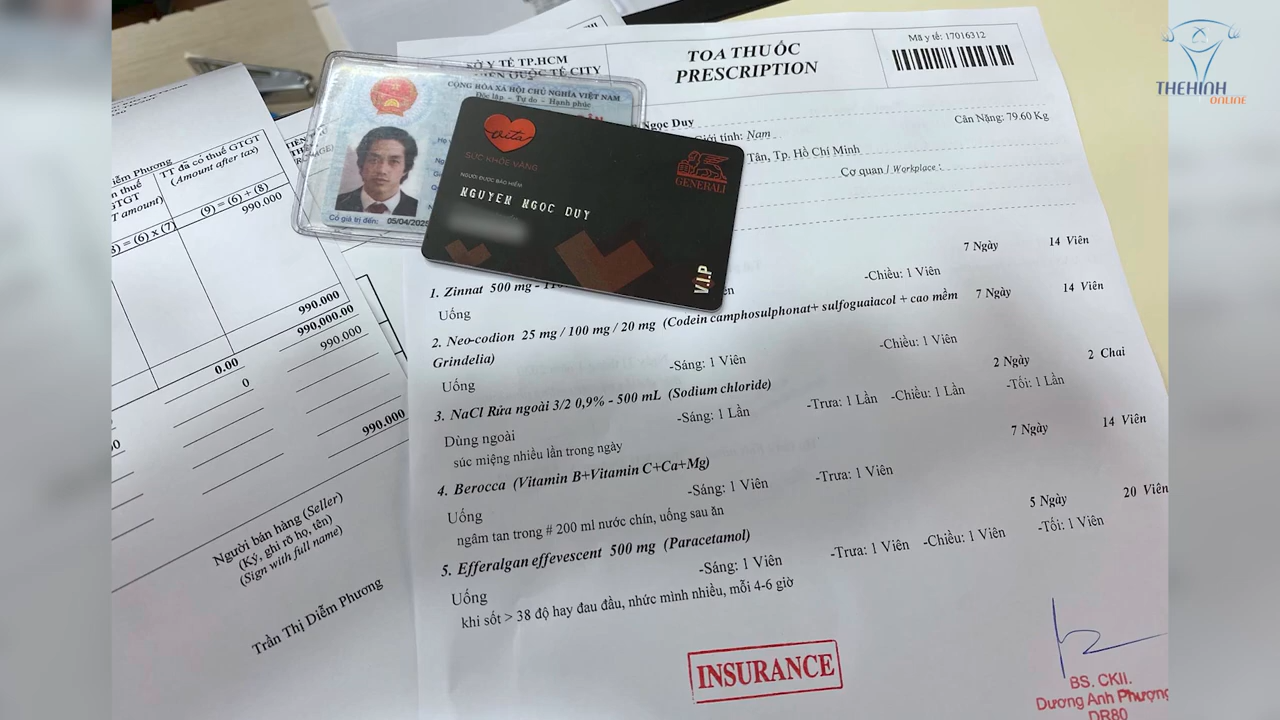 THEHINH
ONLINE
SỞ Y TẾ TP.HCM
QUỐC TẾ CITY
TOA THUỐC
PRESCRIPTION
Mã y tế: 17016312
CỘNG HÒA XÃ HỘI CHỦ NGHĨA VIỆT NAM
Độc lập - Tự do - Hạnh phúc
Có giá trị đến: 05/04/202
Vita
SỨC KHỎE VÀNG
NGƯỜI ĐƯỢC BẢO HIỂM
NGUYEN NGOC DUY
GENERALI
V.I.P
Ngọc Duy
Cân Nặng: 79.60 Kg
Giới tính: Nam
Tân, Tp. Hồ Chí Minh
Cơ quan / Workplace :
1. Zinnat 500 mg -
7 Ngày
14 Viên
Uống
-Chiều: 1 Viên
2. Neo-codion 25 mg / 100 mg / 20 mg (Codein camphosulphonat+ sulfoguaiacol + cao mềm
Grindelia)
7 Ngày
14 Viên
Uống
-Sáng: 1 Viên
-Chiều: 1 Viên
3. NaCl Rửa ngoài 3/2 0,9% - 500 mL (Sodium chloride)
2 Ngày
2 Chai
Dùng ngoài
-Sáng: 1 Lần
-Trưa: 1 Lần
-Chiều: 1 Lần
-Tối: 1 Lần
súc miệng nhiều lần trong ngày
4. Berocca (Vitamin B+Vitamin C+Ca+Mg)
7 Ngày
14 Viên
Uống
-Sáng: 1 Viên
-Trưa: 1 Viên
ngâm tan trong # 200 ml nước chín, uống sau ăn
5. Efferalgan effevescent 500 mg (Paracetamol)
5 Ngày
20 Viên
Uống
-Sáng: 1 Viên
-Trưa: 1 Viên
-Chiều: 1 Viên
-Tối: 1 Viên
khi sốt > 38 độ hay đau đầu, nhức mình nhiều, mỗi 4-6 giờ
INSURANCE
BS. CKII.
Dương Anh Phượng
DR80
Diễm Phương
thuế
GTGT
amount)
TT đã có thuế GTGT
(Amount after tax)
= (6) x (7)
(9) = (6) + (8)
990.000
990.000
990,000.00
0.00
990.000
0
990.000
Người bán hàng (Seller)
(Ký, ghi rõ họ, tên)
(Sign with full name)
Trần Thị Diễm Phương